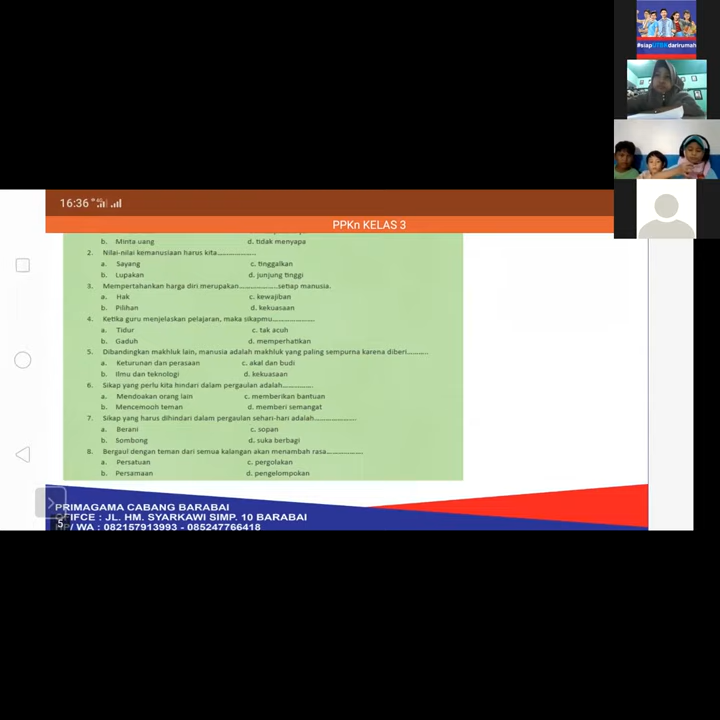 #siapUTBKdarirumah
16:36
PPKn KELAS 3
b. Minta uang d. tidak menyapa
2. Nilai-nilai kemanusiaan harus kita....................
a. Sayang c. tinggalkan
b. Lupakan d. junjung tinggi
3. Mempertahankan harga diri merupakan....................setiap manusia.
a. Hak c. kewajiban
b. Pilihan d. kekuasaan
4. Ketika guru menjelaskan pelajaran, maka sikapmu....................
a. Tidur c. tak acuh
b. Gaduh d. memperhatikan
5. Dibandingkan makhluk lain, manusia adalah makhluk yang paling sempurna karena diberi..........
a. Keturunan dan perasaan c. akal dan budi
b. Ilmu dan teknologi d. kekuasaan
6. Sikap yang perlu kita hindari dalam pergaulan adalah...............
a. Mendoakan orang lain c. memberikan bantuan
b. Mencemooh teman d. memberi semangat
7. Sikap yang harus dihindari dalam pergaulan sehari-hari adalah....................
a. Berani c. sopan
b. Sombong d. suka berbagi
8. Bergaul dengan teman dari semua kalangan akan menambah rasa..................
a. Persatuan c. pergolakan
b. Persamaan d. pengelompokan
PRIMAGAMA CABANG BARABAI
OFIFCE : JL. HM. SYARKAWI SIMP. 10 BARABAI
/ WA : 082157913993 - 085247766418
5